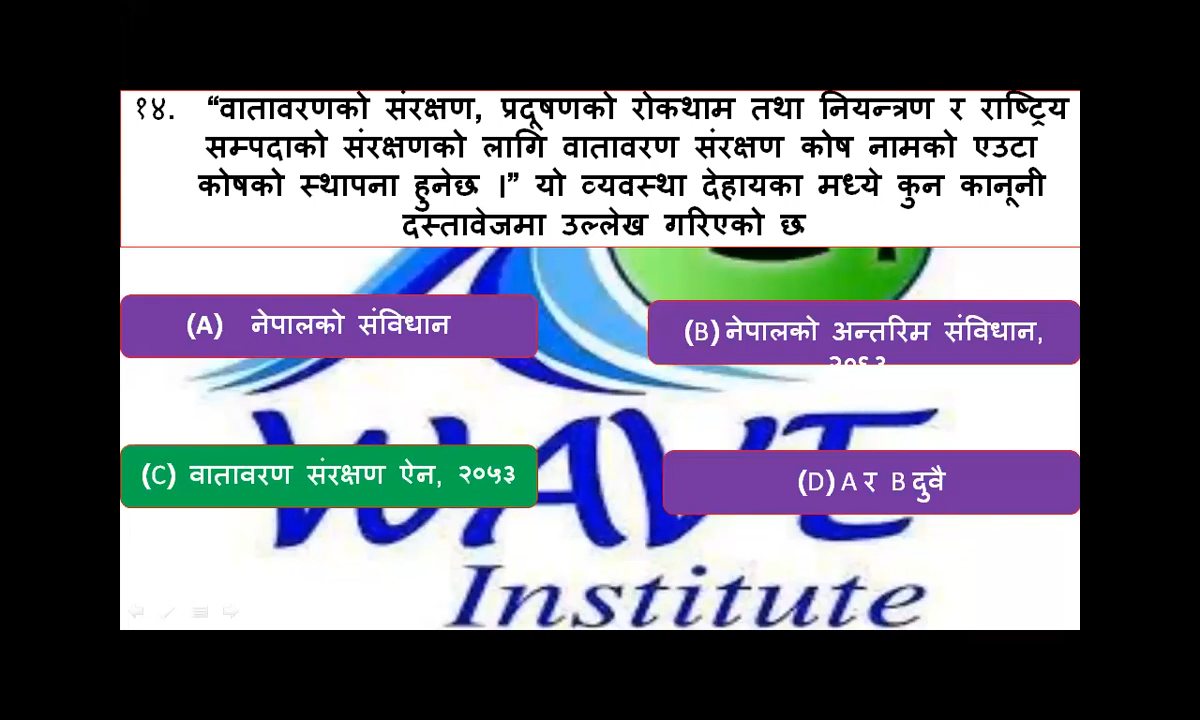 १४. “वातावरणको संरक्षण, प्रदूषणको रोकथाम तथा नियन्त्रण र राष्ट्रिय
सम्पदाको संरक्षणको लागि वातावरण संरक्षण कोष नामको एउटा
कोषको स्थापना हुनेछ ।” यो व्यवस्था देहायका मध्ये कुन कानूनी
दस्तावेजमा उल्लेख गरिएको छ
(A) नेपालको संविधान
(B) नेपालको अन्तरिम संविधान,
(C) वातावरण संरक्षण ऐन, २०५३
(D) A र B दुवै
WAVE
Institute